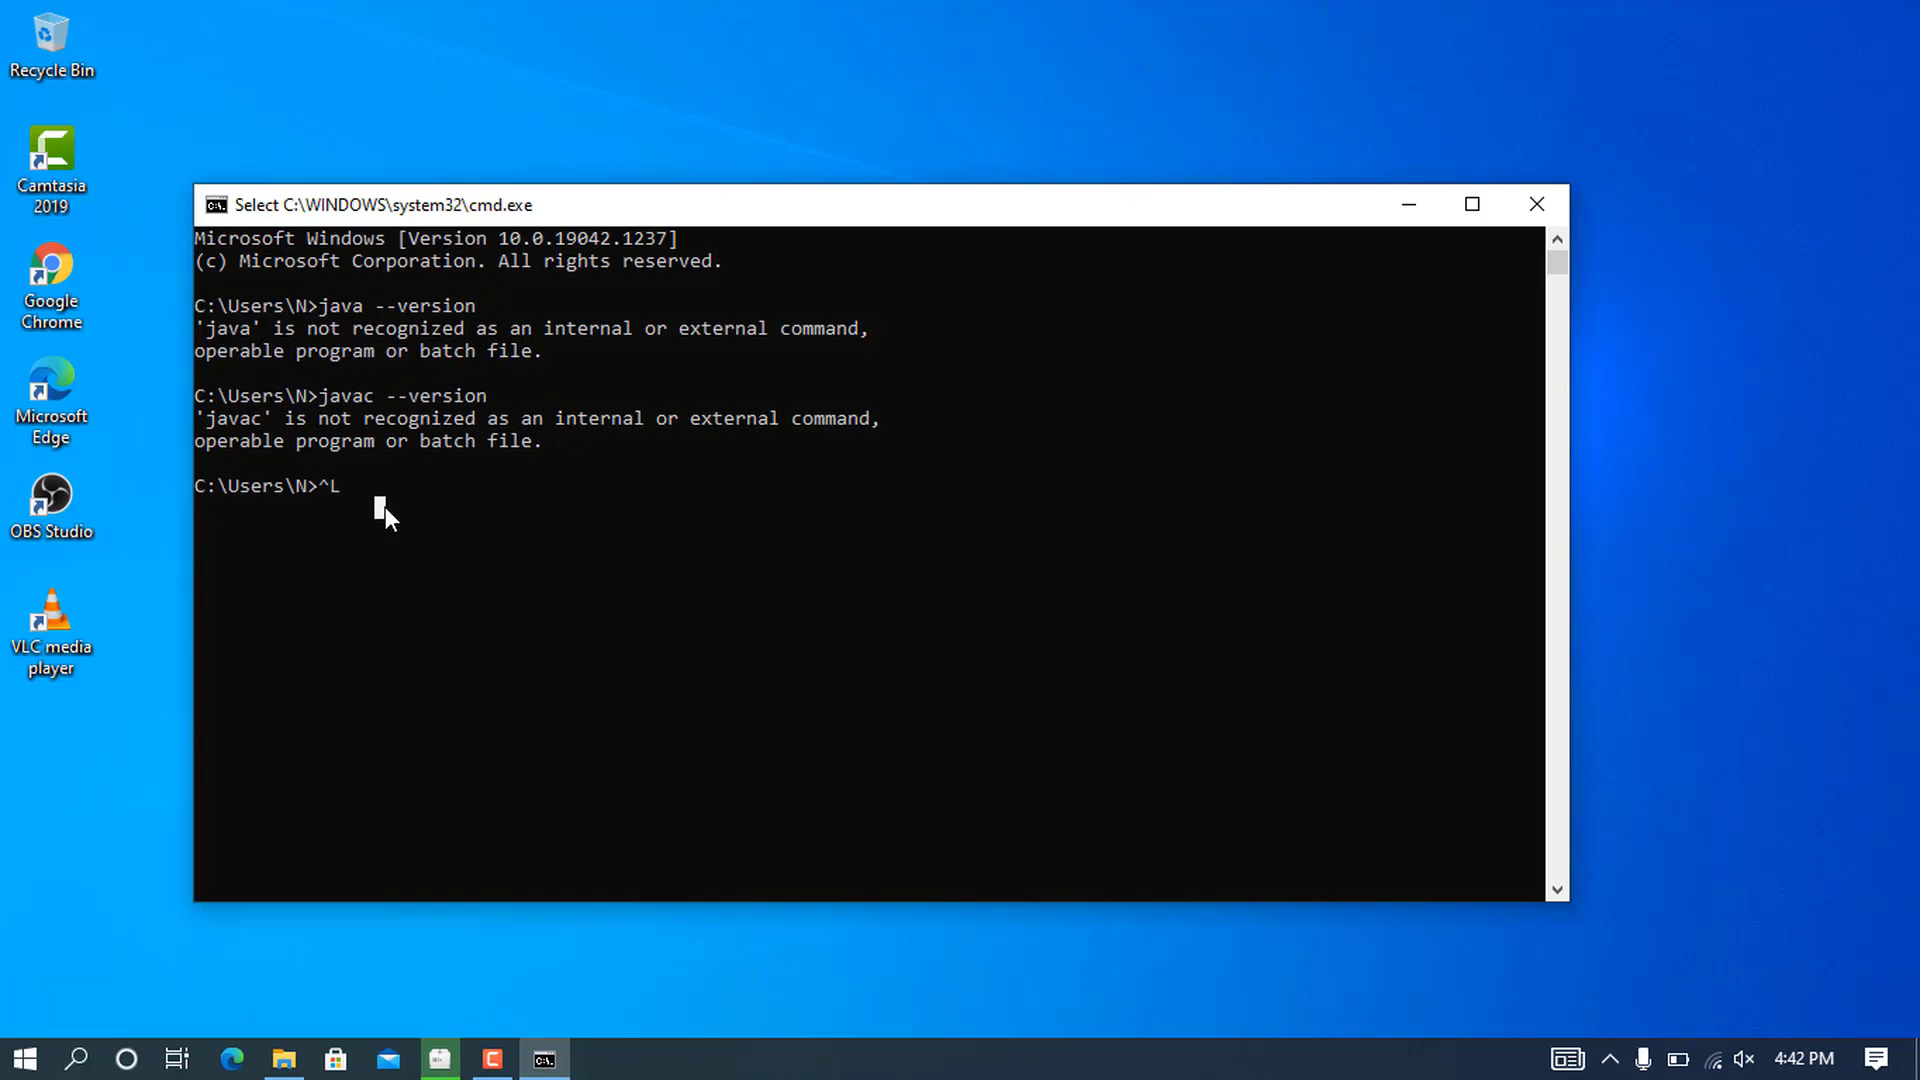 Recycle Bin
Camtasia
2019
Google
Chrome
Microsoft
Edge
OBS Studio
VLC media
player
Select C:\WINDOWS\system32\cmd.exe
Microsoft Windows [Version 10.0.19042.1237]
(c) Microsoft Corporation. All rights reserved.
C:\Users\N>java --version
'java' is not recognized as an internal or external command,
operable program or batch file.
C:\Users\N>javac --version
'javac' is not recognized as an internal or external command,
operable program or batch file.
C:\Users\N>^L
4:42 PM